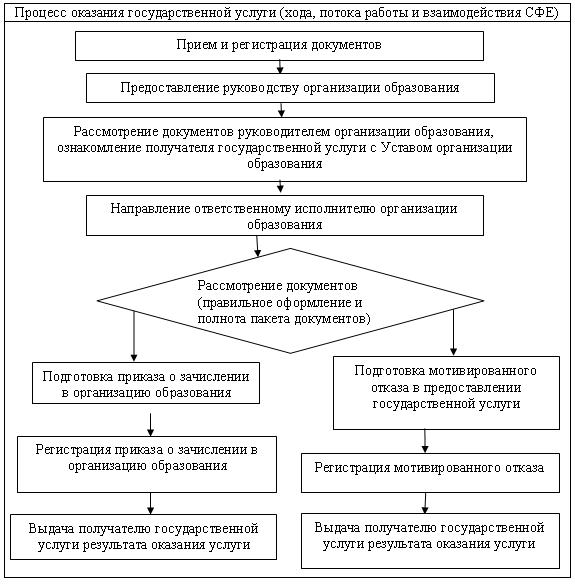 Процесс оказания государственной услуги (хода, потока работы и взаимодействия СФЕ)
Прием и регистрация документов
Предоставление руководству организации образования
Рассмотрение документов руководителем организации образования,
ознакомление получателя государственной услуги с Уставом организации
образования
Направление ответственному исполнителю организации
образования
Рассмотрение документов
(правильное оформление и
полнота пакета документов)
Подготовка приказа о зачислении
в организацию образования
Подготовка мотивированного
отказа в предоставлении
государственной услуги
Регистрация приказа о зачислении в
организацию образования
Регистрация мотивированного отказа
Выдача получателю государственной
услуги результата оказания услуги
Выдача получателю государственной
услуги результата оказания услуги